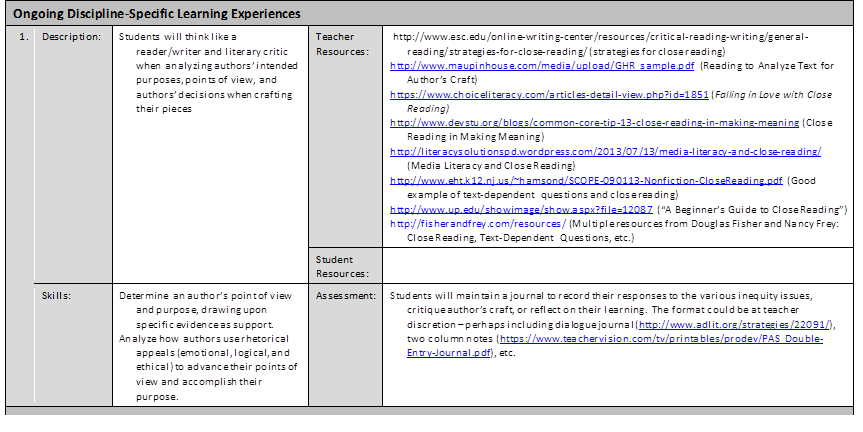 Ongoing Discipline-Specific Learning Experiences
1. Description:
Students will think like a
reader/writer and literary critic
when analyzing authors' intended
purposes, points of view, and
authors' decisions when crafting
their pieces
Teacher
Resources:
http://www.esc.edu/online-writing-center/resources/critical-reading-writing/general-
reading/strategies-for-close-reading/ (strategies for close reading)
http://www.maupinhouse.com/media/upload/GHR_sample.pdf (Reading to Analyze Text for
Author's Craft)
https://www.choiceliteracy.com/articles-detail-view.php?id=1851 (Falling in Love with Close
Reading)
http://www.devstu.org/blogs/common-core-tip-13-close-reading-in-making-meaning (Close
Reading in Making Meaning)
http://literacysolutionspd.wordpress.com/2013/07/13/media-literacy-and-close-reading/
(Media Literacy and Close Reading)
http://www.eht.k12.nj.us/~hamsond/SCOPE-090113-Nonfiction-CloseReading.pdf (Good
example of text-dependent questions and close reading)
http://www.up.edu/showimage/show.aspx?file=12087 ("A Beginner's Guide to Close Reading")
http://fisherandfrey.com/resources/ (Multiple resources from Douglas Fisher and Nancy Frey:
Close Reading, Text-Dependent Questions, etc.)
Student
Resources:
Skills:
Determine an author's point of view
and purpose, drawing upon
specific evidence as support.
Analyze how authors use rhetorical
appeals (emotional, logical, and
ethical) to advance their points of
view and accomplish their
purpose.
Assessment:
Students will maintain a journal to record their responses to the various inequity issues,
critique author's craft, or reflect on their learning. The format could be at teacher
discretion – perhaps including dialogue journal (http://www.adlit.org/strategies/22091/),
two column notes (https://www.teachervision.com/tv/printables/prodev/PAS_Double-
Entry-Journal.pdf), etc.